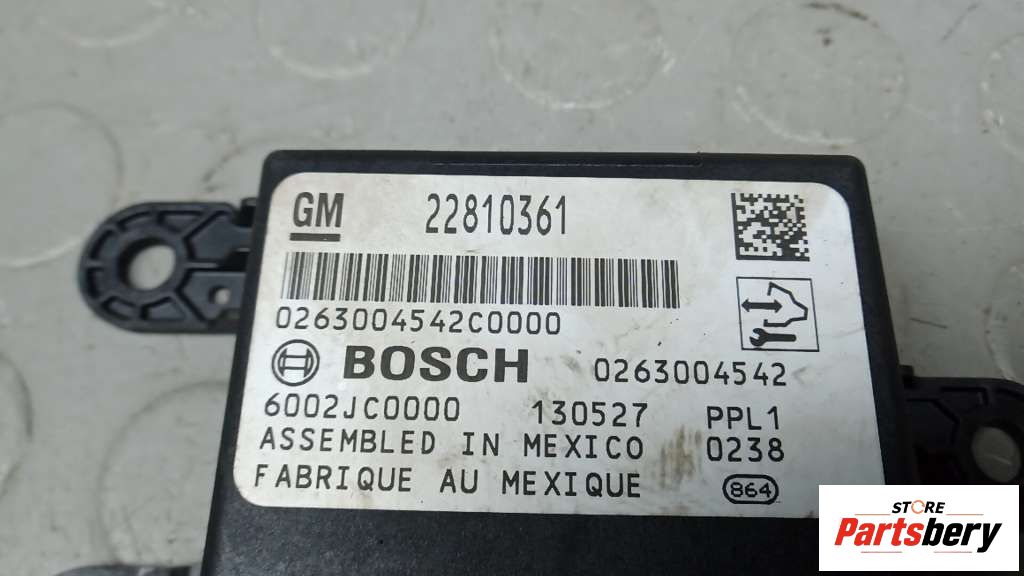 GM 22810361
0263004542C0000
BOSCH 0263004542
6002JC0000 130527 PPL1
ASSEMBLED IN MEXICO 0238
FABRIQUE AU MEXIQUE 864
STORE
Partsbery